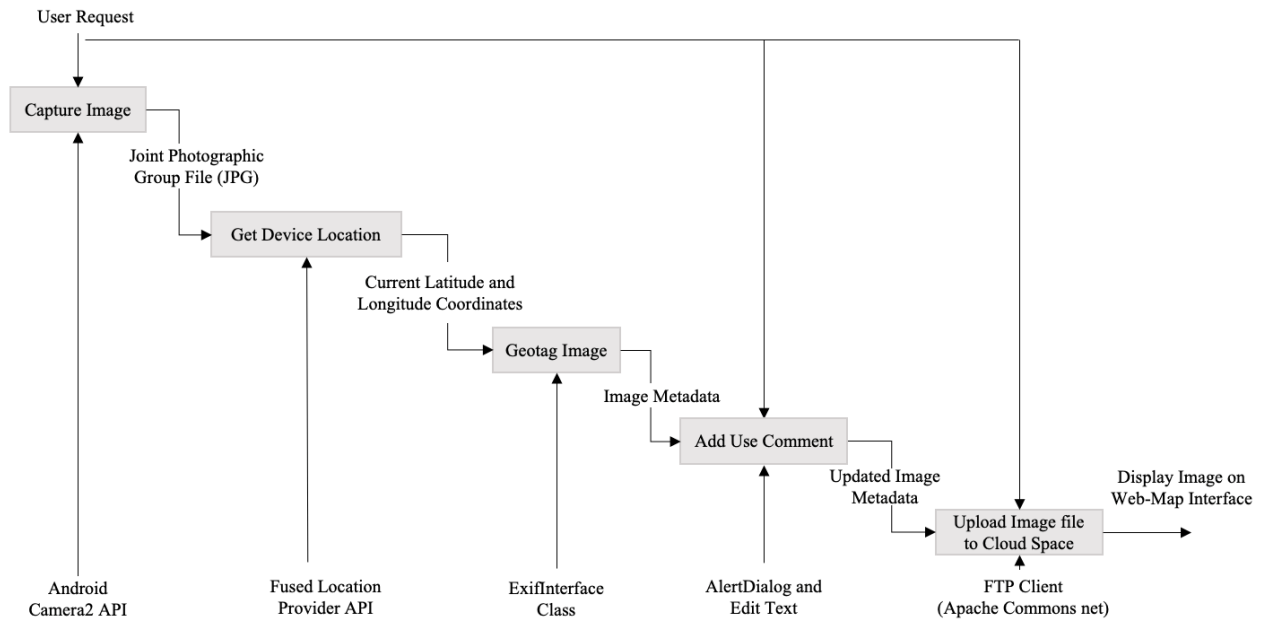 User Request
Capture Image
Joint Photographic
Group File (JPG)
Get Device Location
Current Latitude and
Longitude Coordinates
Geotag Image
Image Metadata
Add Use Comment
Updated Image
Metadata
Display Image on
Web-Map Interface
Upload Image file
to Cloud Space
Android
Camera2 API
Fused Location
Provider API
ExifInterface
Class
AlertDialog and
Edit Text
FTP Client
(Apache Commons net)